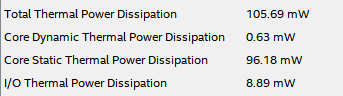 Total Thermal Power Dissipation 105.69 mW
Core Dynamic Thermal Power Dissipation 0.63 mW
Core Static Thermal Power Dissipation 96.18 mW
I/O Thermal Power Dissipation 8.89 mW